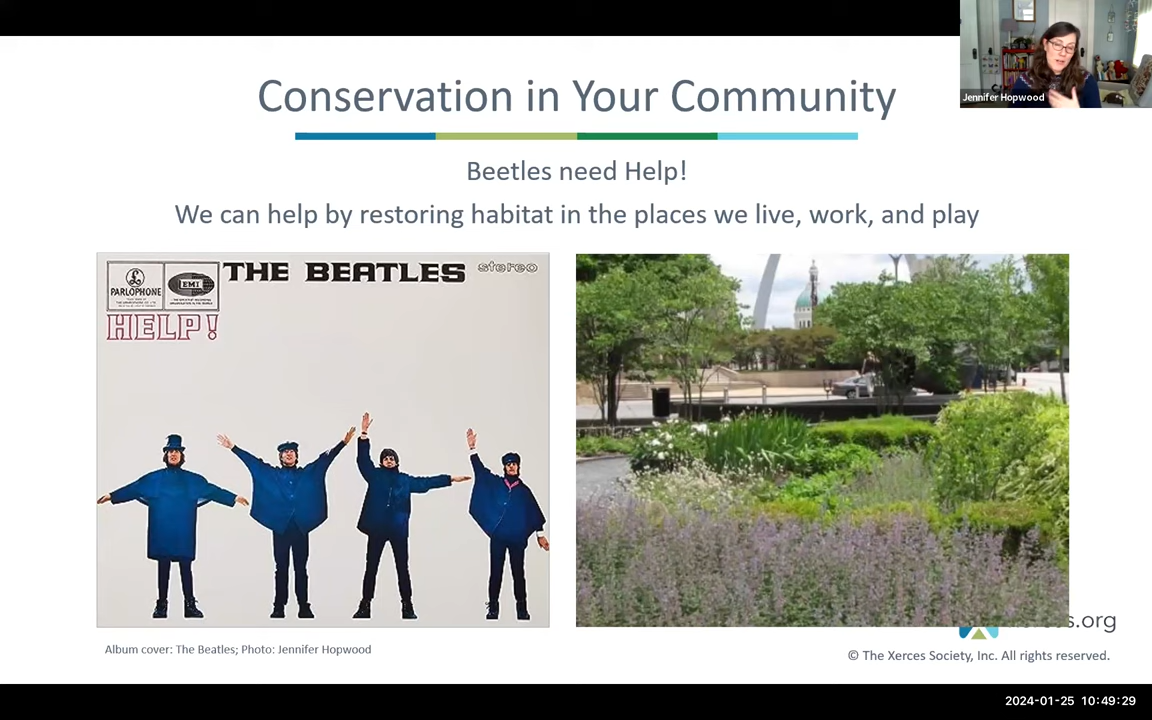 Conservation in Your Community
Jennifer Hopwood
Beetles need Help!
We can help by restoring habitat in the places we live, work, and play
THE BEATLES stereo
PARLOPHONE EMI
HELP!
Album cover: The Beatles; Photo: Jennifer Hopwood
s.org
© The Xerces Society, Inc. All rights reserved.
2024-01-25 10:49:29